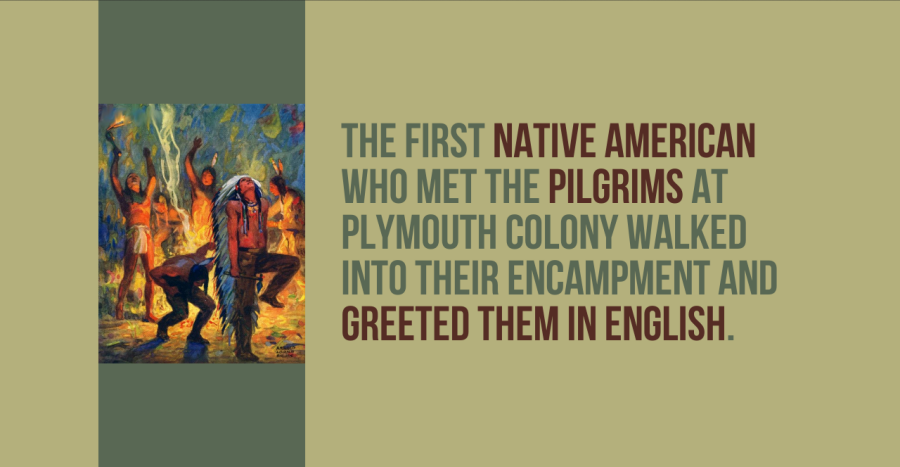 THE FIRST NATIVE AMERICAN
WHO MET THE PILGRIMS AT
PLYMOUTH COLONY WALKED
INTO THEIR ENCAMPMENT AND
GREETED THEM IN ENGLISH.